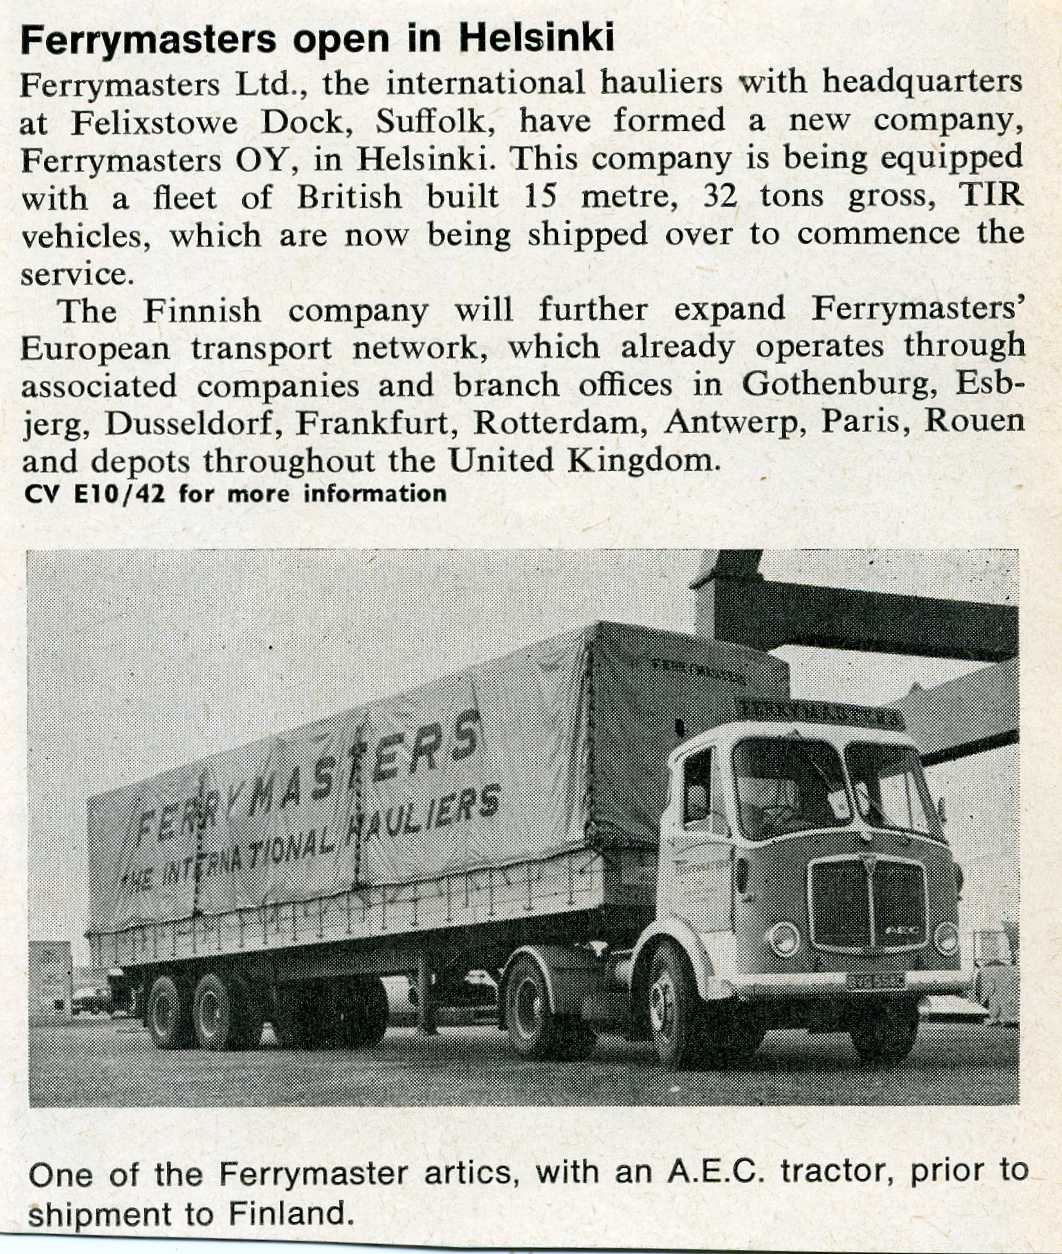 Ferrymasters open in Helsinki
Ferrymasters Ltd., the international hauliers with headquarters
at Felixstowe Dock, Suffolk, have formed a new company,
Ferrymasters OY, in Helsinki. This company is being equipped
with a fleet of British built 15 metre, 32 tons gross, TIR
vehicles, which are now being shipped over to commence the
service.
The Finnish company will further expand Ferrymasters'
European transport network, which already operates through
associated companies and branch offices in Gothenburg, Esb-
jerg, Dusseldorf, Frankfurt, Rotterdam, Antwerp, Paris, Rouen
and depots throughout the United Kingdom.
CV E10/42 for more information
FERRYMASTERS
FERRYMASTERS
FERRYMASTERS
THE INTERNATIONAL HAULIERS
AEC
One of the Ferrymaster artics, with an A.E.C. tractor, prior to
shipment to Finland.